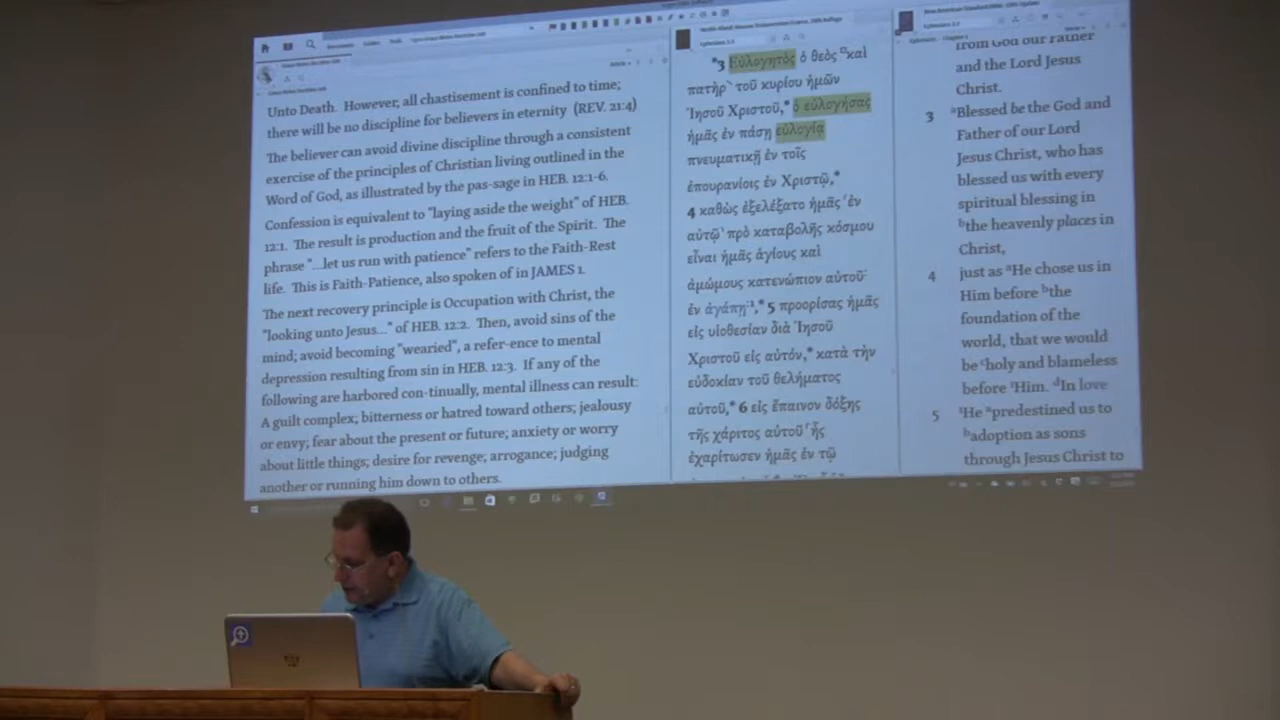 Unto Death. However, all chastisement is confined to time;
there will be no discipline for believers in eternity (REV. 21:4)
The believer can avoid divine discipline through a consistent
exercise of the principles of Christian living outlined in the
Word of God, as illustrated by the pas-sage in HEB. 12:1-6.
Confession is equivalent to "laying aside the weight" of HEB.
12:1. The result is production and the fruit of the Spirit. The
phrase "...let us run with patience" refers to the Faith-Rest
life. This is Faith-Patience, also spoken of in JAMES 1.
The next recovery principle is Occupation with Christ, the
"looking unto Jesus..." of HEB. 12:2. Then, avoid sins of the
mind; avoid becoming "wearied", a refer-ence to mental
depression resulting from sin in HEB. 12:3. If any of the
following are harbored con-tinually, mental illness can result:
A guilt complex; bitterness or hatred toward others; jealousy
or envy; fear about the present or future; anxiety or worry
about little things; desire for revenge; arrogance; judging
another or running him down to others.
*3 Εὐλογητὸς ὁ θεὸς ⸋καὶ
πατὴρ⸌ τοῦ κυρίου ἡμῶν
Ἰησοῦ Χριστοῦ,* ὁ εὐλογήσας
ἡμᾶς ἐν πάσῃ εὐλογίᾳ
πνευματικῇ ἐν τοῖς
ἐπουρανίοις ἐν Χριστῷ,*
4 καθὼς ἐξελέξατο ἡμᾶς ⸂ἐν
αὐτῷ⸃ πρὸ καταβολῆς κόσμου
εἶναι ἡμᾶς ἁγίους καὶ
ἀμώμους κατενώπιον αὐτοῦ
ἐν ἀγάπῃ,* 5 προορίσας ἡμᾶς
εἰς υἱοθεσίαν διὰ Ἰησοῦ
Χριστοῦ εἰς αὐτόν,* κατὰ τὴν
εὐδοκίαν τοῦ θελήματος
αὐτοῦ,* 6 εἰς ἔπαινον δόξης
τῆς χάριτος αὐτοῦ ⸀ἧς
ἐχαρίτωσεν ἡμᾶς ἐν τῷ
from God our Father
and the Lord Jesus
Christ.
3 ᵃBlessed be the God and
Father of our Lord
Jesus Christ, who has
blessed us with every
spiritual blessing in
ᵇthe heavenly places in
Christ,
4 just as ᵃHe chose us in
Him before ᵇthe
foundation of the
world, that we would
be ᶜholy and blameless
before ¹Him. ᵈIn love
5 ¹He ᵃpredestined us to
ᵇadoption as sons
through Jesus Christ to